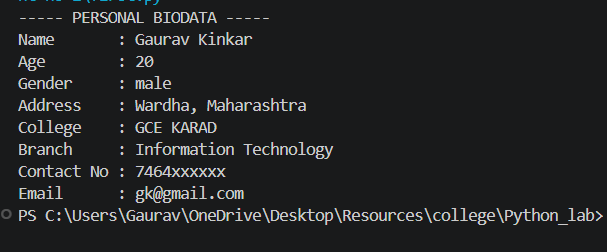 ----- PERSONAL BIODATA -----
Name       : Gaurav Kinkar
Age        : 20
Gender     : male
Address    : Wardha, Maharashtra
College    : GCE KARAD
Branch     : Information Technology
Contact No : 7464xxxxxx
Email      : gk@gmail.com
PS C:\Users\Gaurav\OneDrive\Desktop\Resources\college\Python_lab>